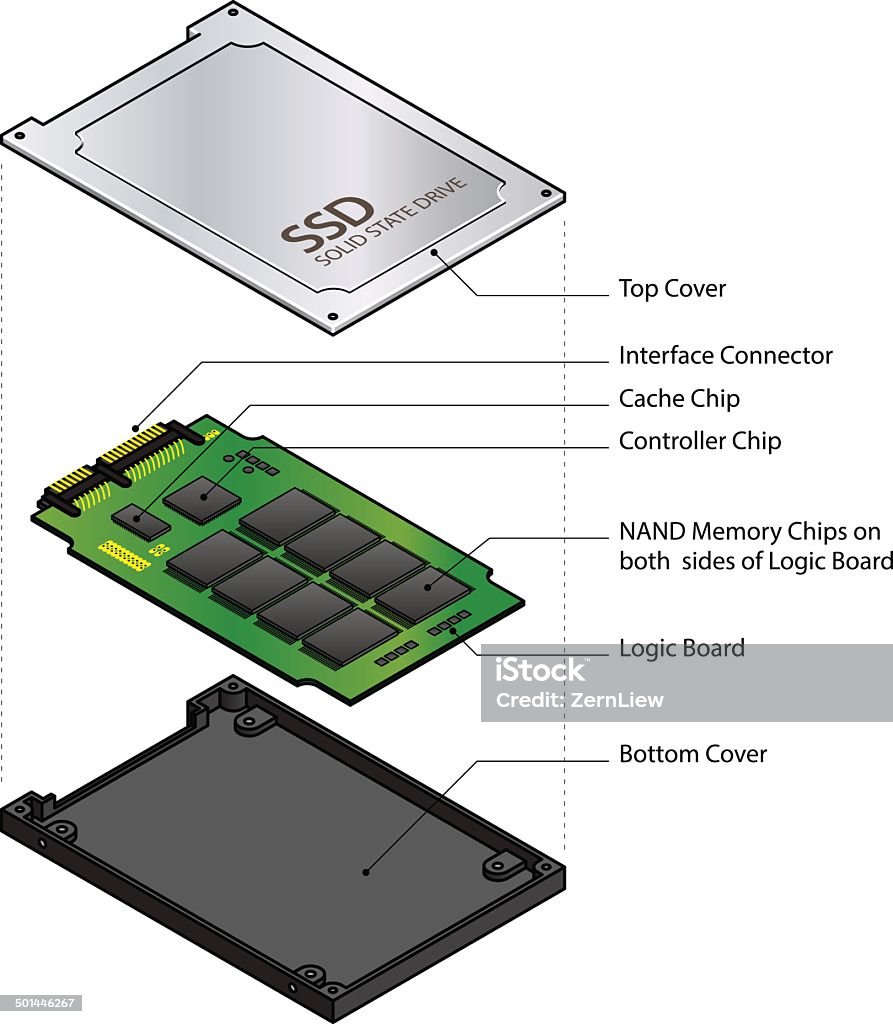 SSD
SOLID STATE DRIVE
Top Cover
Interface Connector
Cache Chip
Controller Chip
NAND Memory Chips on
both sides of Logic Board
Logic Board
iStock™
Credit: ZernLiew
Bottom Cover
501446267